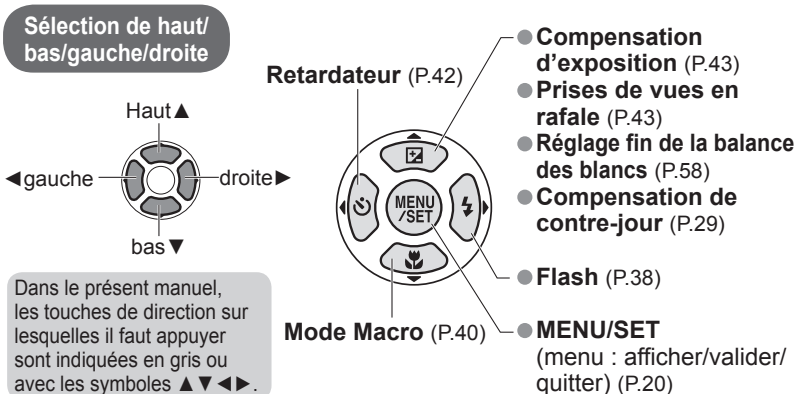 Sélection de haut/
bas/gauche/droite
Haut▲
◄gauche
droite►
bas▼
Dans le présent manuel,
les touches de direction sur
lesquelles il faut appuyer
sont indiquées en gris ou
avec les symboles ▲▼◄►.
Retardateur (P.42)
MENU
/SET
Mode Macro (P.40)
● Compensation
d'exposition (P.43)
● Prises de vues en
rafale (P.43)
● Réglage fin de la balance
des blancs (P.58)
● Compensation de
contre-jour (P.29)
● Flash (P.38)
● MENU/SET
(menu : afficher/valider/
quitter) (P.20)